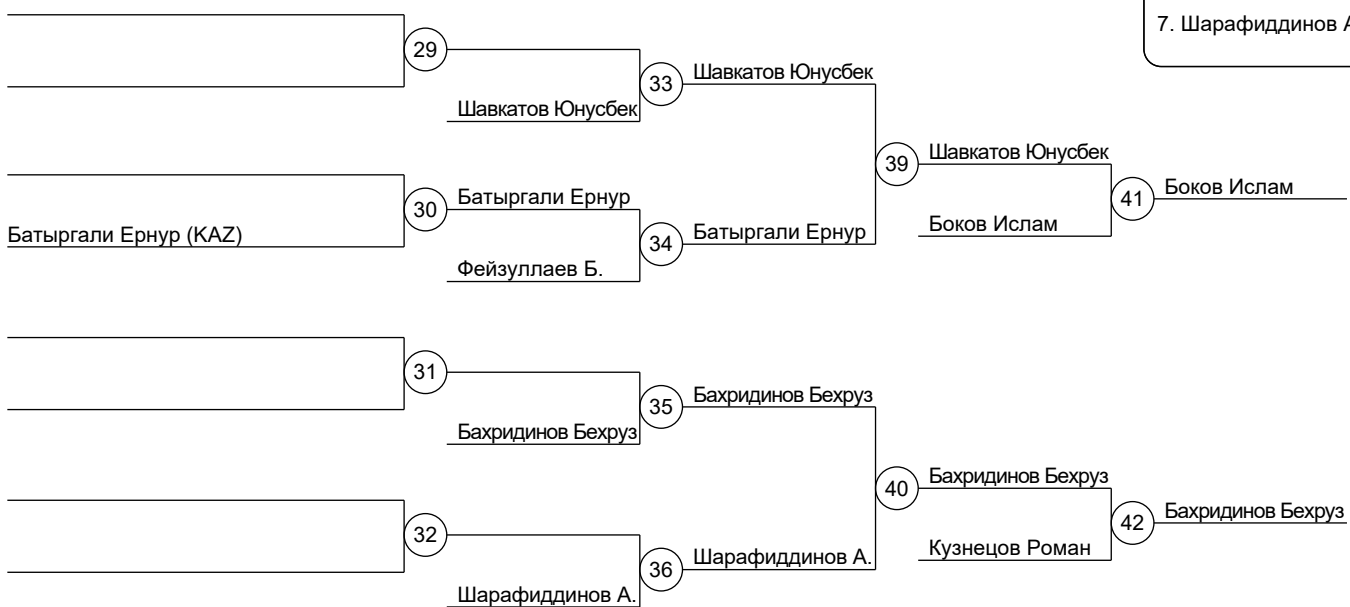 7. Шарафиддинов А
29
Шавкатов Юнусбек
33
Шавкатов Юнусбек
39
Шавкатов Юнусбек
Боков Ислам
41
Боков Ислам
Батыргали Ернур (KAZ)
30
Батыргали Ернур
Фейзуллаев Б.
34
Батыргали Ернур
31
Бахридинов Бехруз
35
Бахридинов Бехруз
40
Бахридинов Бехруз
Кузнецов Роман
42
Бахридинов Бехруз
32
Шарафиддинов А.
36
Шарафиддинов А.